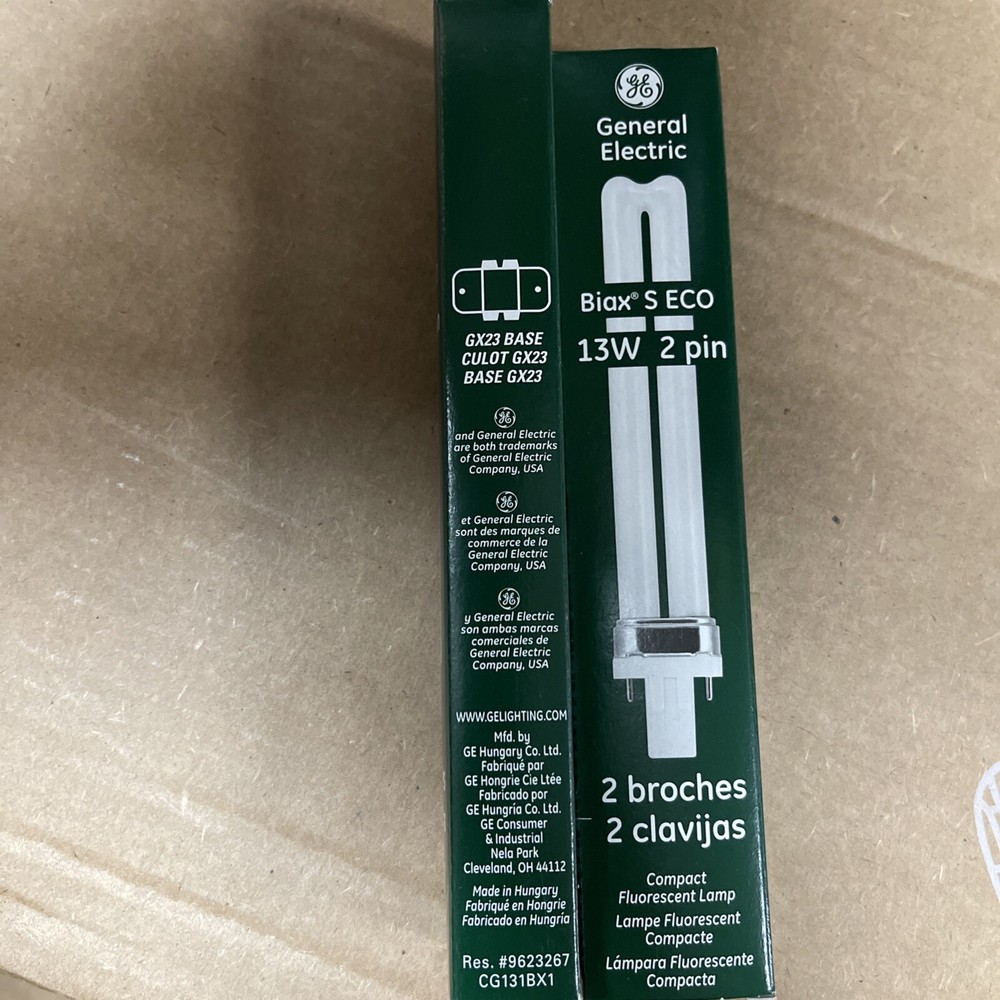 GX23 BASE
CULOT GX23
BASE GX23
GE
and General Electric
are both trademarks
of General Electric
Company, USA
GE
et General Electric
sont des marques de
commerce de la
General Electric
Company, USA
GE
y General Electric
son ambas marcas
comerciales de
General Electric
Company, USA
WWW.GELIGHTING.COM
Mfd. by
GE Hungary Co. Ltd.
Fabriqué par
GE Hongrie Cie Ltée
Fabricado por
GE Hungría Co. Ltd.
GE Consumer
& Industrial
Nela Park
Cleveland, OH 44112
Made in Hungary
Fabriqué en Hongrie
Fabricado en Hungría
Res. #9623267
CG131BX1
GE
General
Electric
Biax® S ECO
13W 2 pin
2 broches
2 clavijas
Compact
Fluorescent Lamp
Lampe Fluorescent
Compacte
Lámpara Fluorescente
Compacta